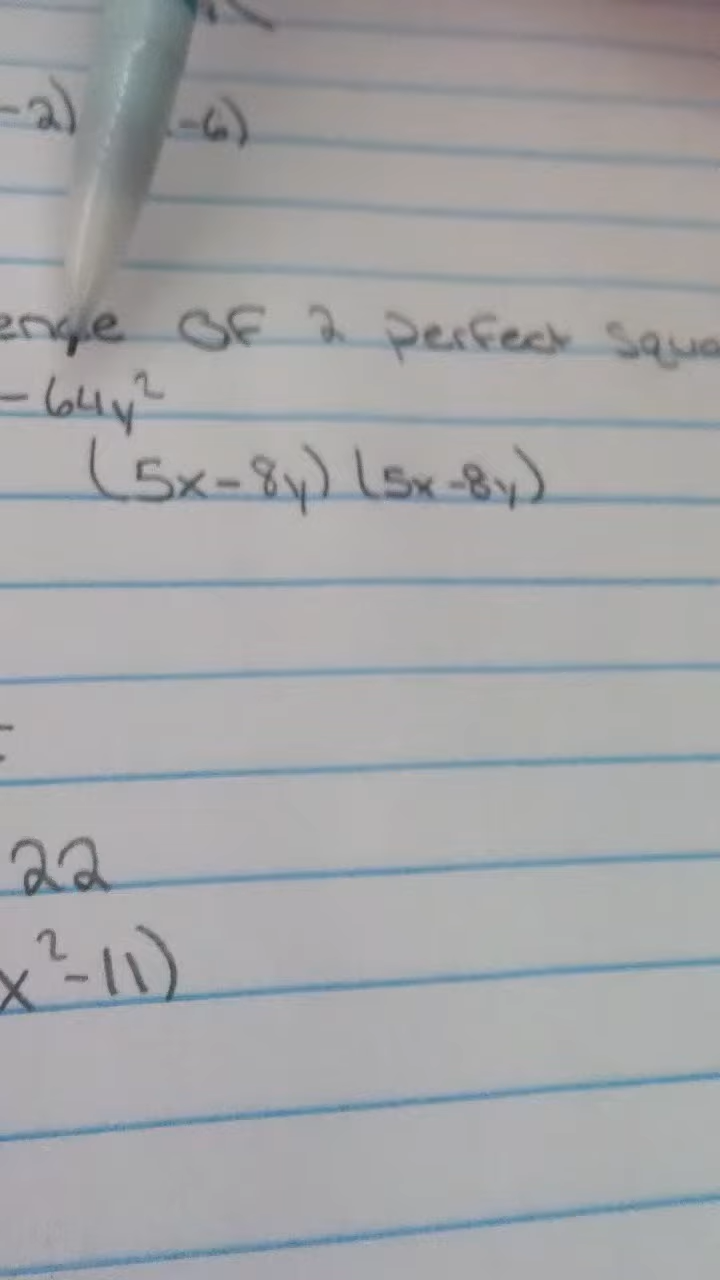 -2) -6)
ence OF 2 perfect squa
- 64y²
(5x-8y) (5x-8y)
22
x²-11)